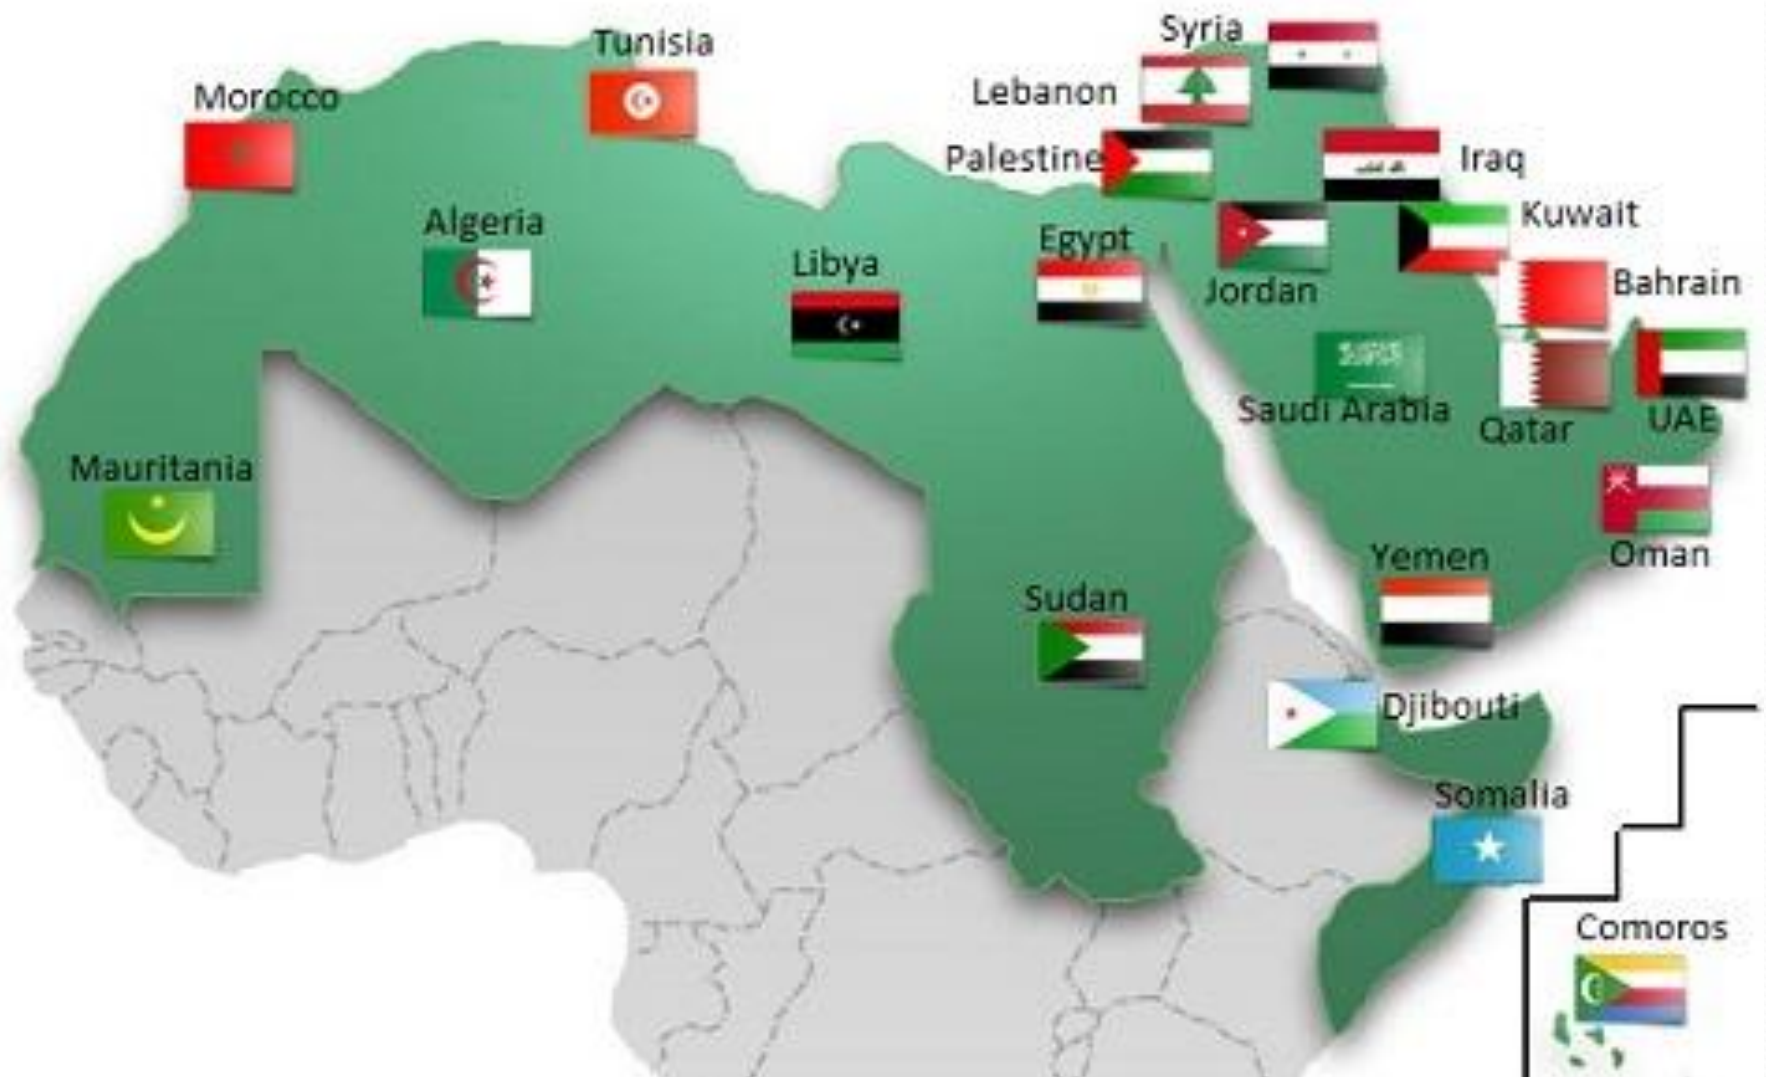 Syria
Tunisia
Lebanon
Morocco
Palestine
Iraq
Kuwait
Algeria
Egypt
Libya
Jordan
Bahrain
Saudi Arabia
Qatar
UAE
Mauritania
Oman
Yemen
Sudan
Djibouti
Somalia
Comoros